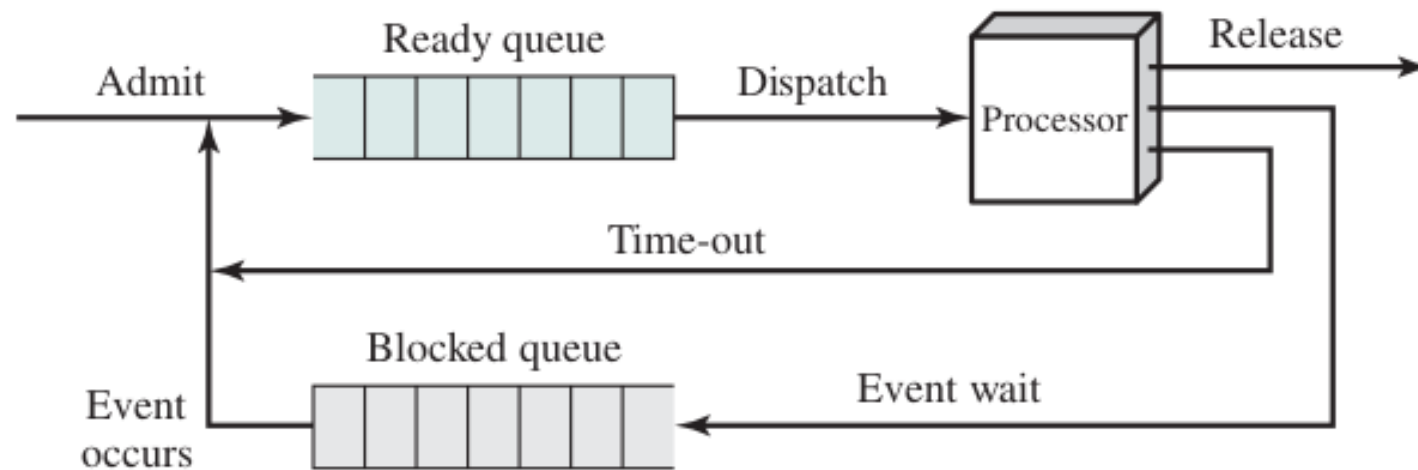 Ready queue
Release
Admit
Dispatch
Processor
Time-out
Blocked queue
Event wait
Event
occurs